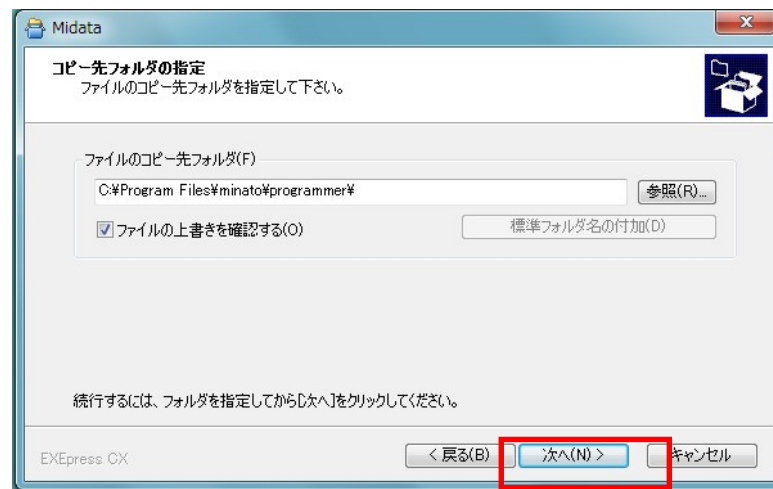 Midata
コピー先フォルダの指定
ファイルのコピー先フォルダを指定して下さい。
ファイルのコピー先フォルダ(F)
C:¥Program Files¥minato¥programmer¥
参照(R)...
ファイルの上書きを確認する(O)
標準フォルダ名の付加(D)
続行するには、フォルダを指定してから[次へ]をクリックしてください。
EXEpress CX
< 戻る(B)
次へ(N) >
キャンセル